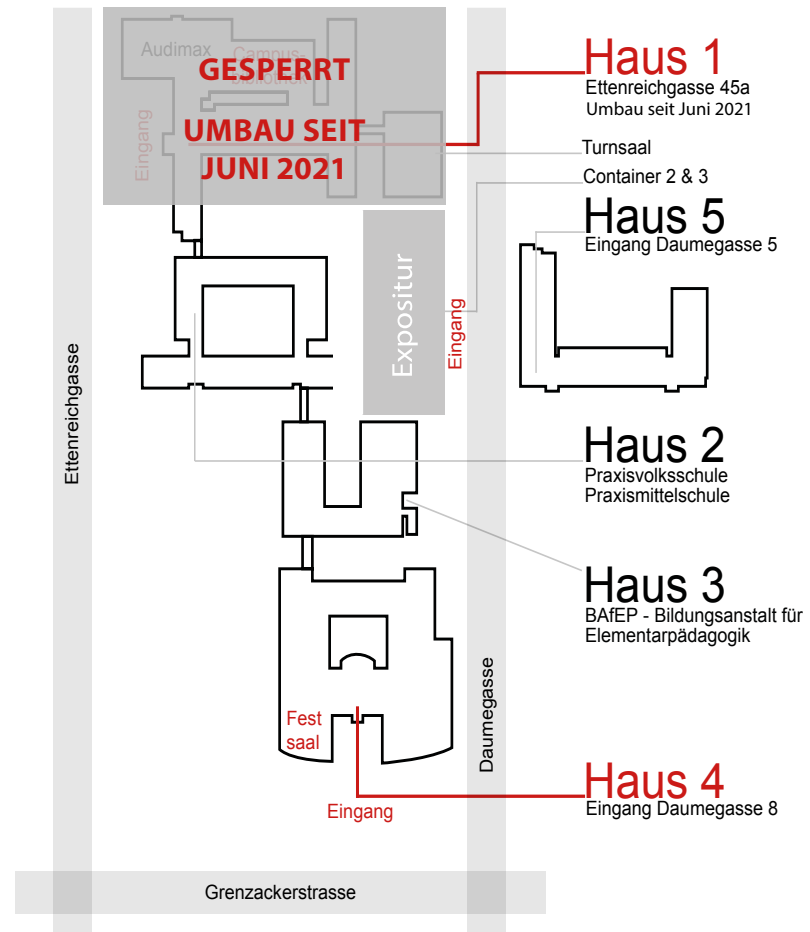 Audimax
Campus-
bibliothek
GESPERRT
UMBAU SEIT
JUNI 2021
Eingang
Haus 1
Ettenreichgasse 45a
Umbau seit Juni 2021
Turnsaal
Container 2 & 3
Haus 5
Eingang Daumegasse 5
Expositur
Eingang
Ettenreichgasse
Haus 2
Praxisvolksschule
Praxismittelschule
Haus 3
BAfEP - Bildungsanstalt für
Elementarpädagogik
Daumegasse
Fest
saal
Eingang
Haus 4
Eingang Daumegasse 8
Grenzackerstrasse